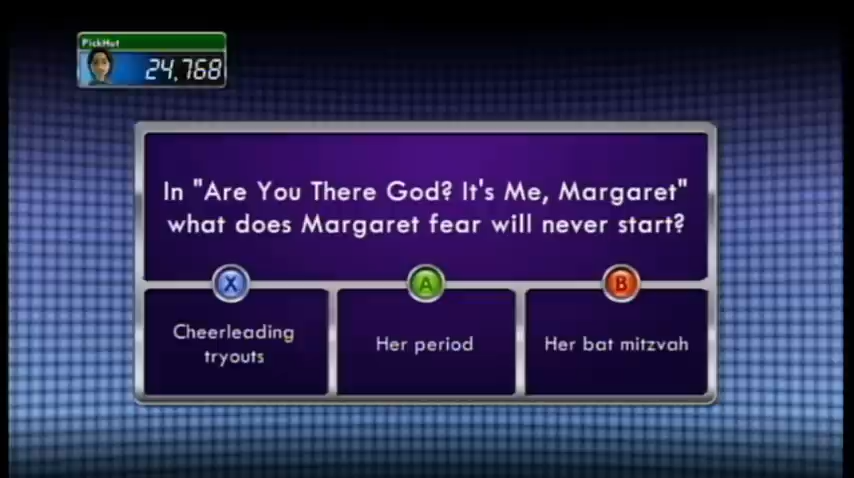 PickHut
24,768
In "Are You There God? It's Me, Margaret"
what does Margaret fear will never start?
X
A
B
Cheerleading
tryouts
Her period
Her bat mitzvah